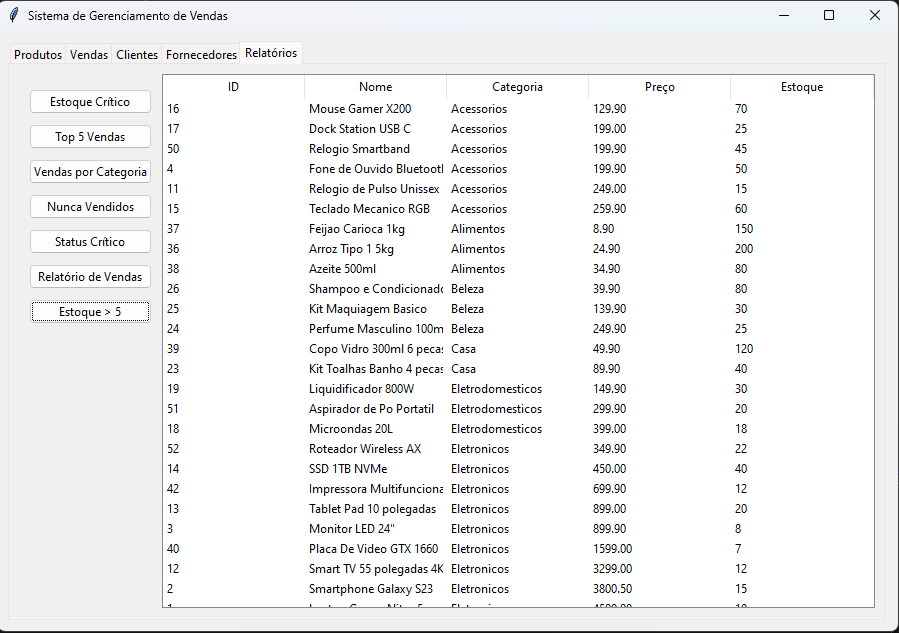 Sistema de Gerenciamento de Vendas
Produtos Vendas Clientes Fornecedores Relatórios
Estoque Crítico
Top 5 Vendas
Vendas por Categoria
Nunca Vendidos
Status Crítico
Relatório de Vendas
Estoque > 5
ID Nome Categoria Preço Estoque
16 Mouse Gamer X200 Acessorios 129.90 70
17 Dock Station USB C Acessorios 199.00 25
50 Relogio Smartband Acessorios 199.90 45
4 Fone de Ouvido Bluetooth Acessorios 199.90 50
11 Relogio de Pulso Unissex Acessorios 249.00 15
15 Teclado Mecanico RGB Acessorios 259.90 60
37 Feijao Carioca 1kg Alimentos 8.90 150
36 Arroz Tipo 1 5kg Alimentos 24.90 200
38 Azeite 500ml Alimentos 34.90 80
26 Shampoo e Condicionado Beleza 39.90 80
25 Kit Maquiagem Basico Beleza 139.90 30
24 Perfume Masculino 100m Beleza 249.90 25
39 Copo Vidro 300ml 6 pecas Casa 49.90 120
23 Kit Toalhas Banho 4 pecas Casa 89.90 40
19 Liquidificador 800W Eletrodomesticos 149.90 30
51 Aspirador de Po Portatil Eletrodomesticos 299.90 20
18 Microondas 20L Eletrodomesticos 399.00 18
52 Roteador Wireless AX Eletronicos 349.90 22
14 SSD 1TB NVMe Eletronicos 450.00 40
42 Impressora Multifunciona Eletronicos 699.90 12
13 Tablet Pad 10 polegadas Eletronicos 899.00 20
3 Monitor LED 24" Eletronicos 899.90 8
40 Placa De Video GTX 1660 Eletronicos 1599.00 7
12 Smart TV 55 polegadas 4K Eletronicos 3299.00 12
2 Smartphone Galaxy S23 Eletronicos 3800.50 15